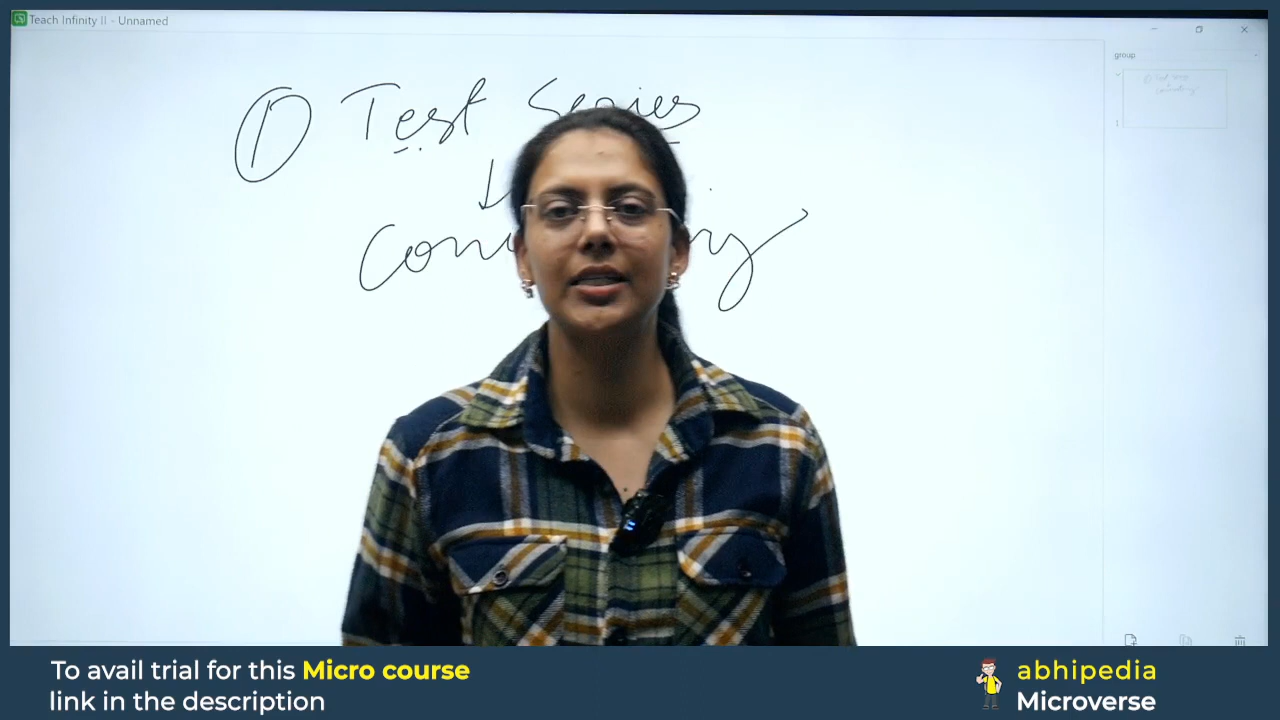 Teach Infinity II - Unnamed
group
① Test Series
↓
To avail trial for this Micro course
link in the description
abhipedia
Microverse